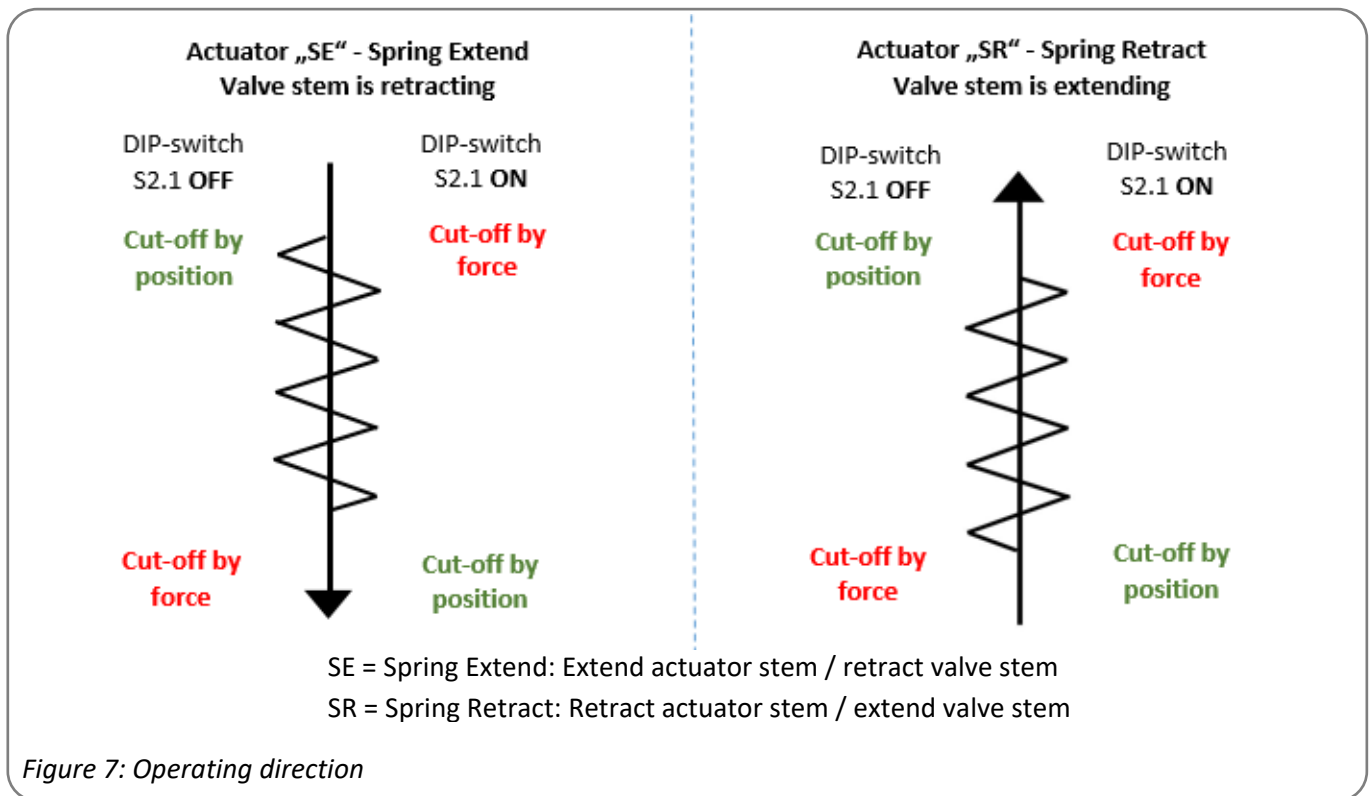 Actuator „SE“ - Spring Extend
Valve stem is retracting
DIP-switch
S2.1 OFF
DIP-switch
S2.1 ON
Cut-off by
position
Cut-off by
force
Cut-off by
force
Cut-off by
position
Actuator „SR“ - Spring Retract
Valve stem is extending
DIP-switch
S2.1 OFF
DIP-switch
S2.1 ON
Cut-off by
position
Cut-off by
force
Cut-off by
force
Cut-off by
position
SE = Spring Extend: Extend actuator stem / retract valve stem
SR = Spring Retract: Retract actuator stem / extend valve stem
Figure 7: Operating direction